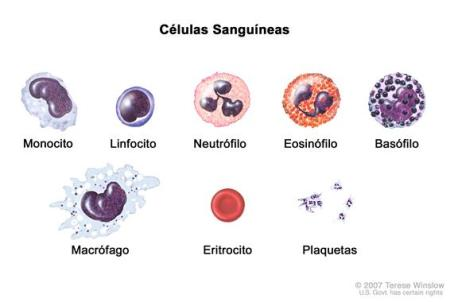 Células Sanguíneas
Monocito
Linfocito
Neutrófilo
Eosinófilo
Basófilo
Macrófago
Eritrocito
Plaquetas
© 2007 Terese Winslow
U.S. Govt. has certain rights